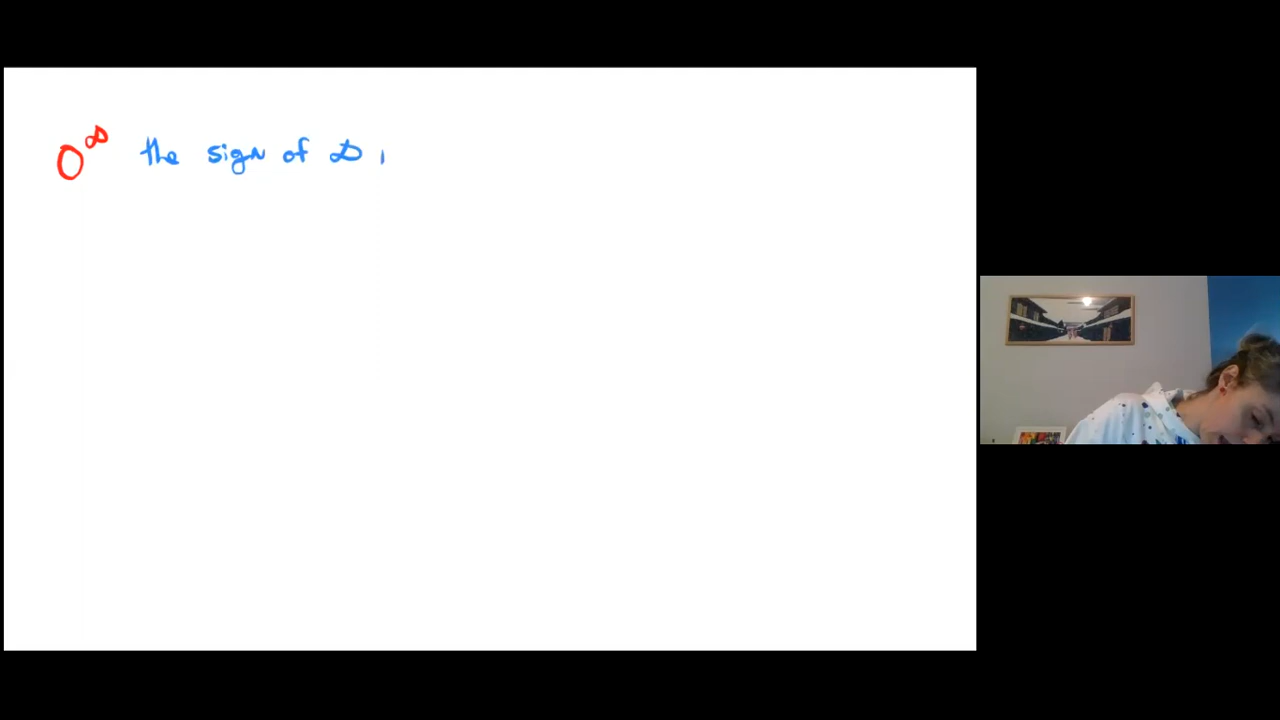 0^∞ the sign of ∞